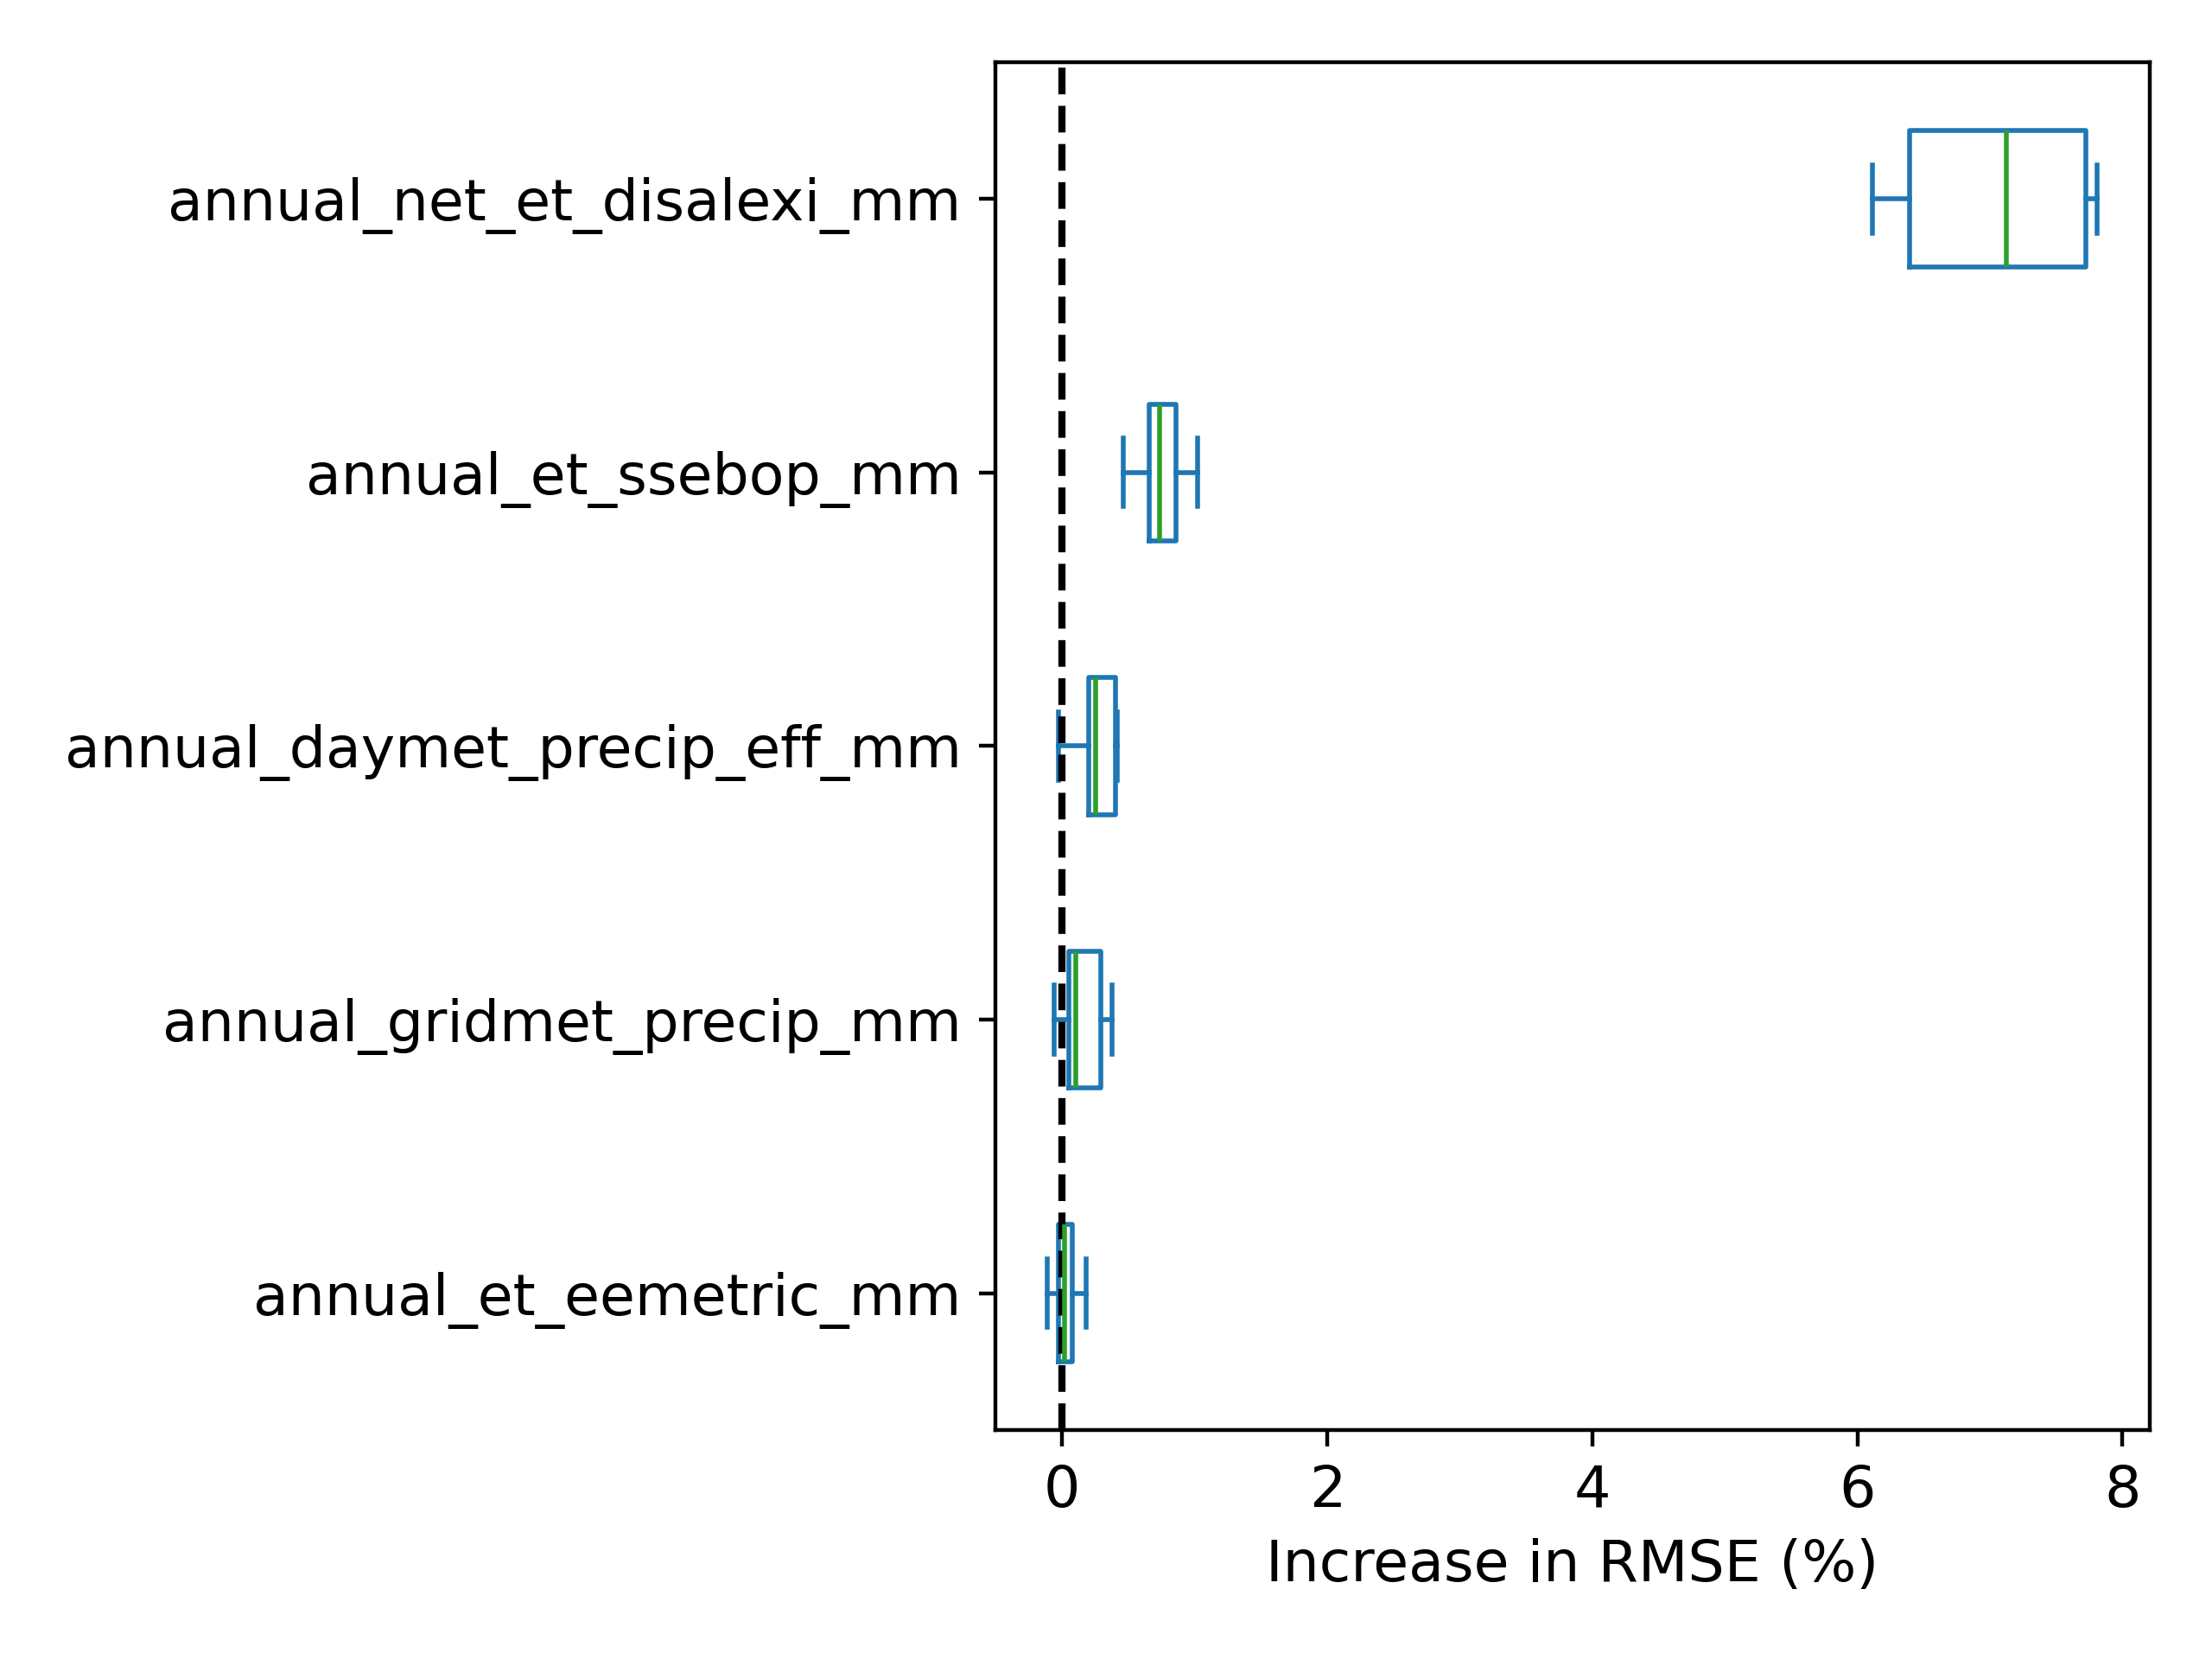 annual_net_et_disalexi_mm
annual_et_ssebop_mm
annual_daymet_precip_eff_mm
annual_gridmet_precip_mm
annual_et_eemetric_mm
0 2 4 6 8
Increase in RMSE (%)